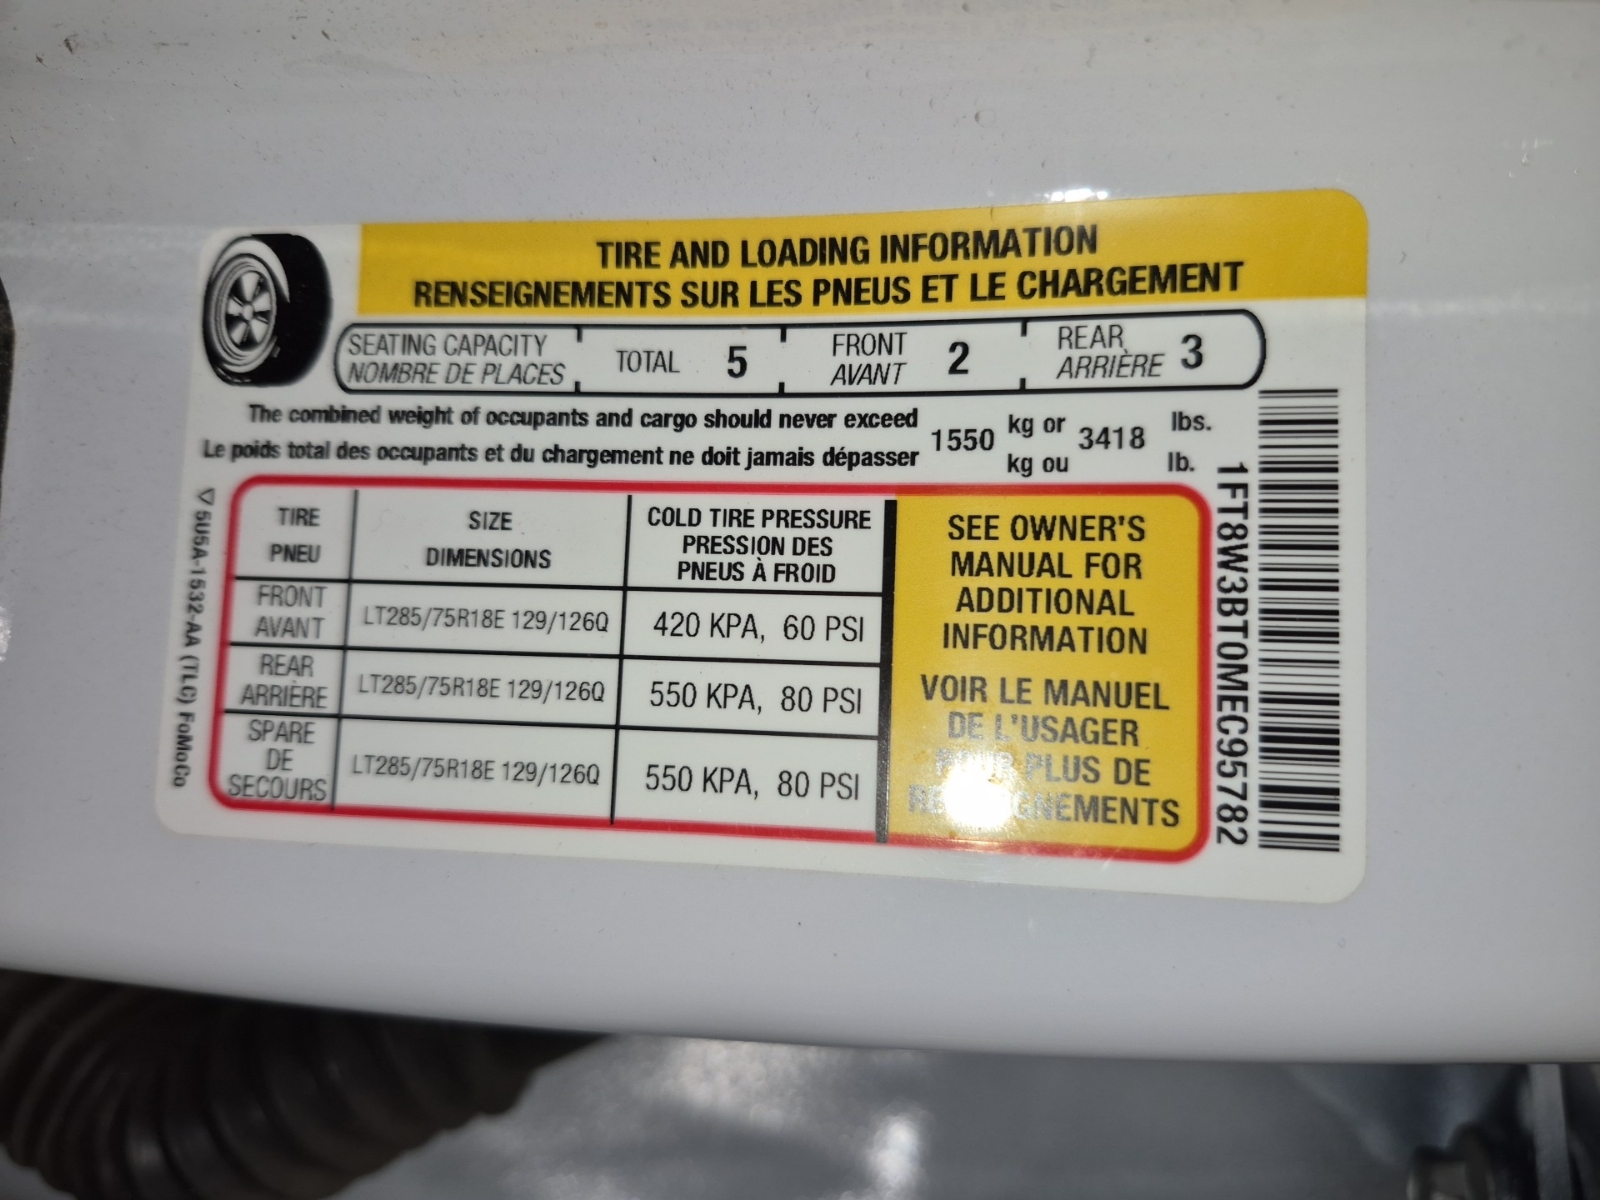 TIRE AND LOADING INFORMATION
RENSEIGNEMENTS SUR LES PNEUS ET LE CHARGEMENT
SEATING CAPACITY
NOMBRE DE PLACES
TOTAL 5
FRONT
AVANT
2
REAR
ARRIÈRE
3
The combined weight of occupants and cargo should never exceed
Le poids total des occupants et du chargement ne doit jamais dépasser
1550
kg or
kg ou
3418
lbs.
lb.
TIRE
PNEU
SIZE
DIMENSIONS
COLD TIRE PRESSURE
PRESSION DES
PNEUS À FROID
FRONT
AVANT
LT285/75R18E 129/126Q
420 KPA, 60 PSI
REAR
ARRIÈRE
LT285/75R18E 129/126Q
550 KPA, 80 PSI
SPARE
DE
SECOURS
LT285/75R18E 129/126Q
550 KPA, 80 PSI
SEE OWNER'S
MANUAL FOR
ADDITIONAL
INFORMATION
VOIR LE MANUEL
DE L'USAGER
POUR PLUS DE
RENSEIGNEMENTS
1FT8W3BT0MEC95782
5U5A-1532-AA (TLC) FoMoCo